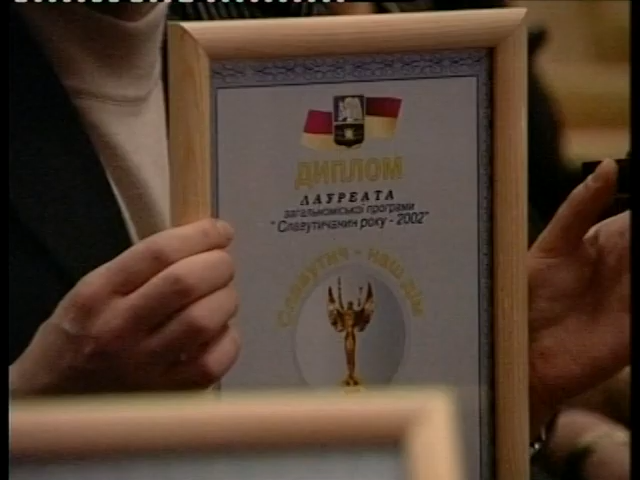 ДИПЛОМ
ЛАУРЕАТА
загальноміської програми
"Славутичанин року - 2002"
Славутич - наш дім